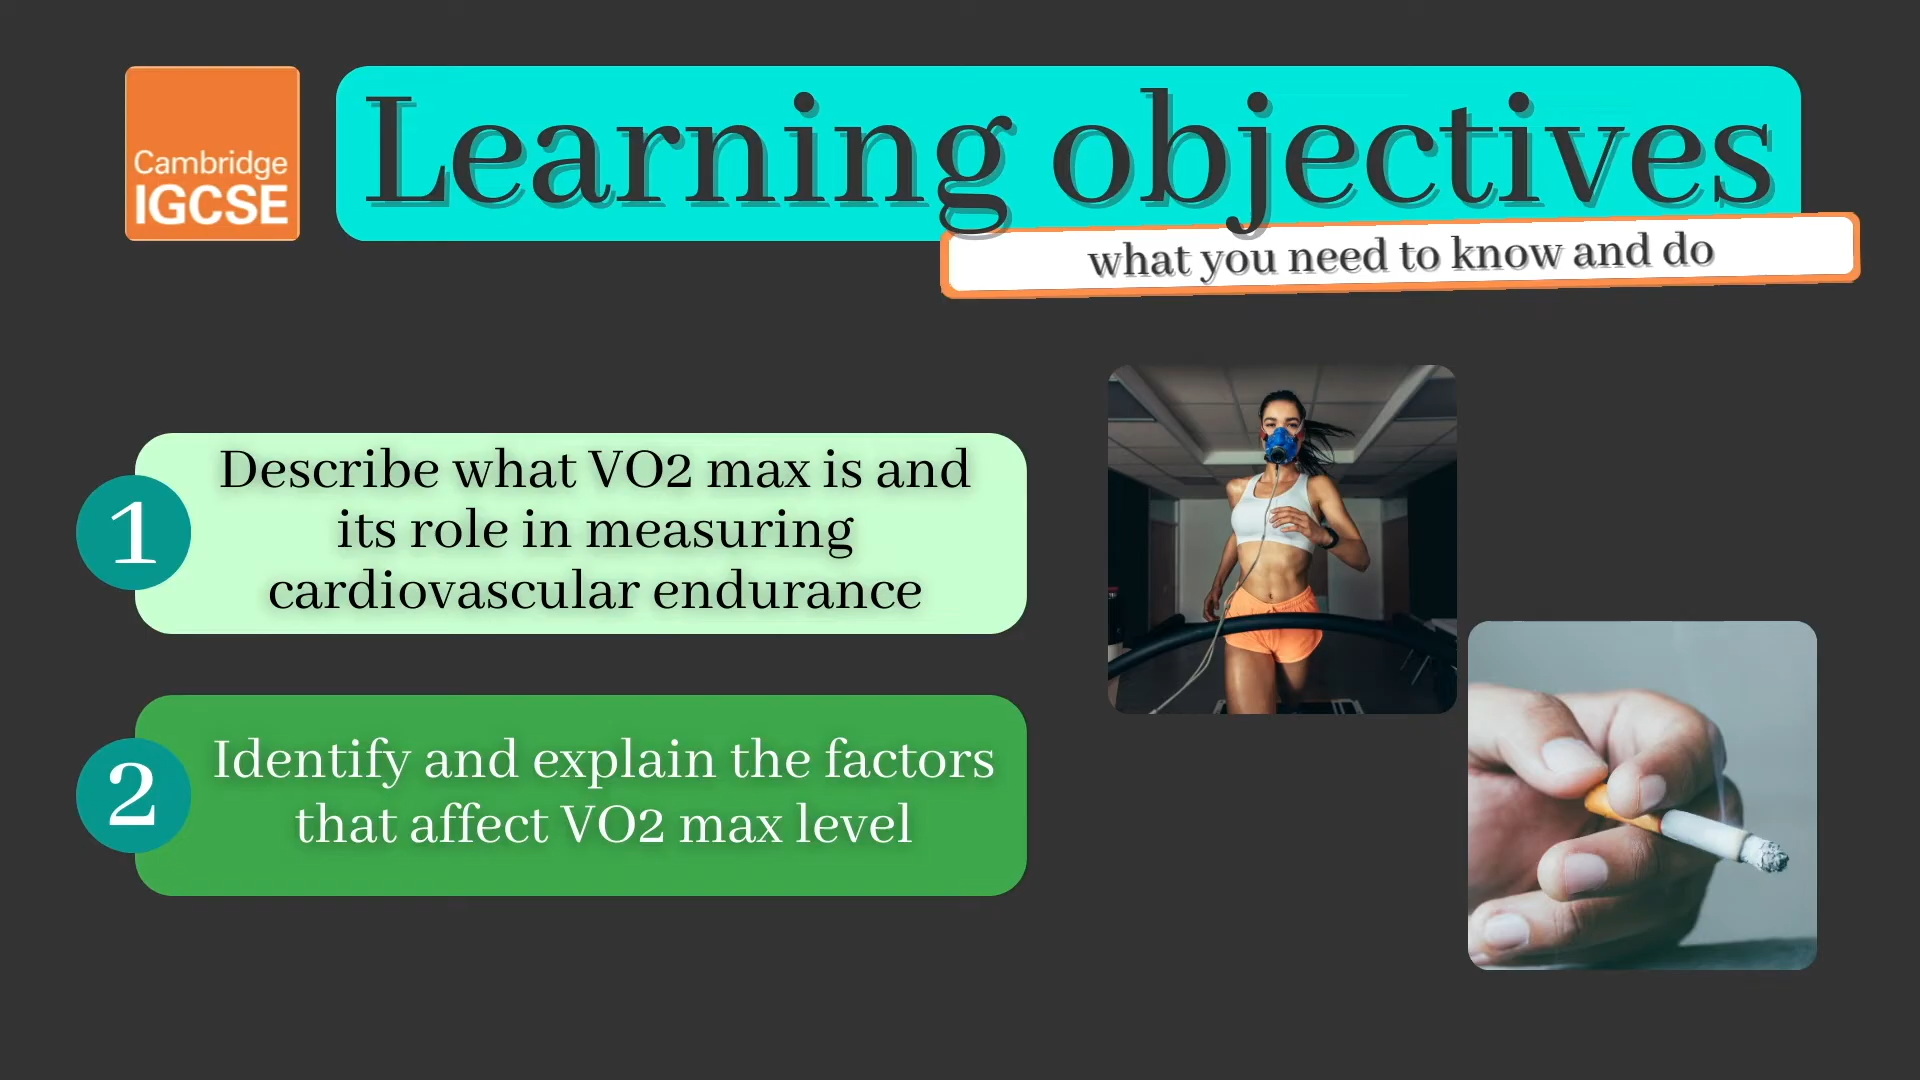 Cambridge
IGCSE
Learning objectives
what you need to know and do
1
Describe what VO2 max is and
its role in measuring
cardiovascular endurance
2
Identify and explain the factors
that affect VO2 max level